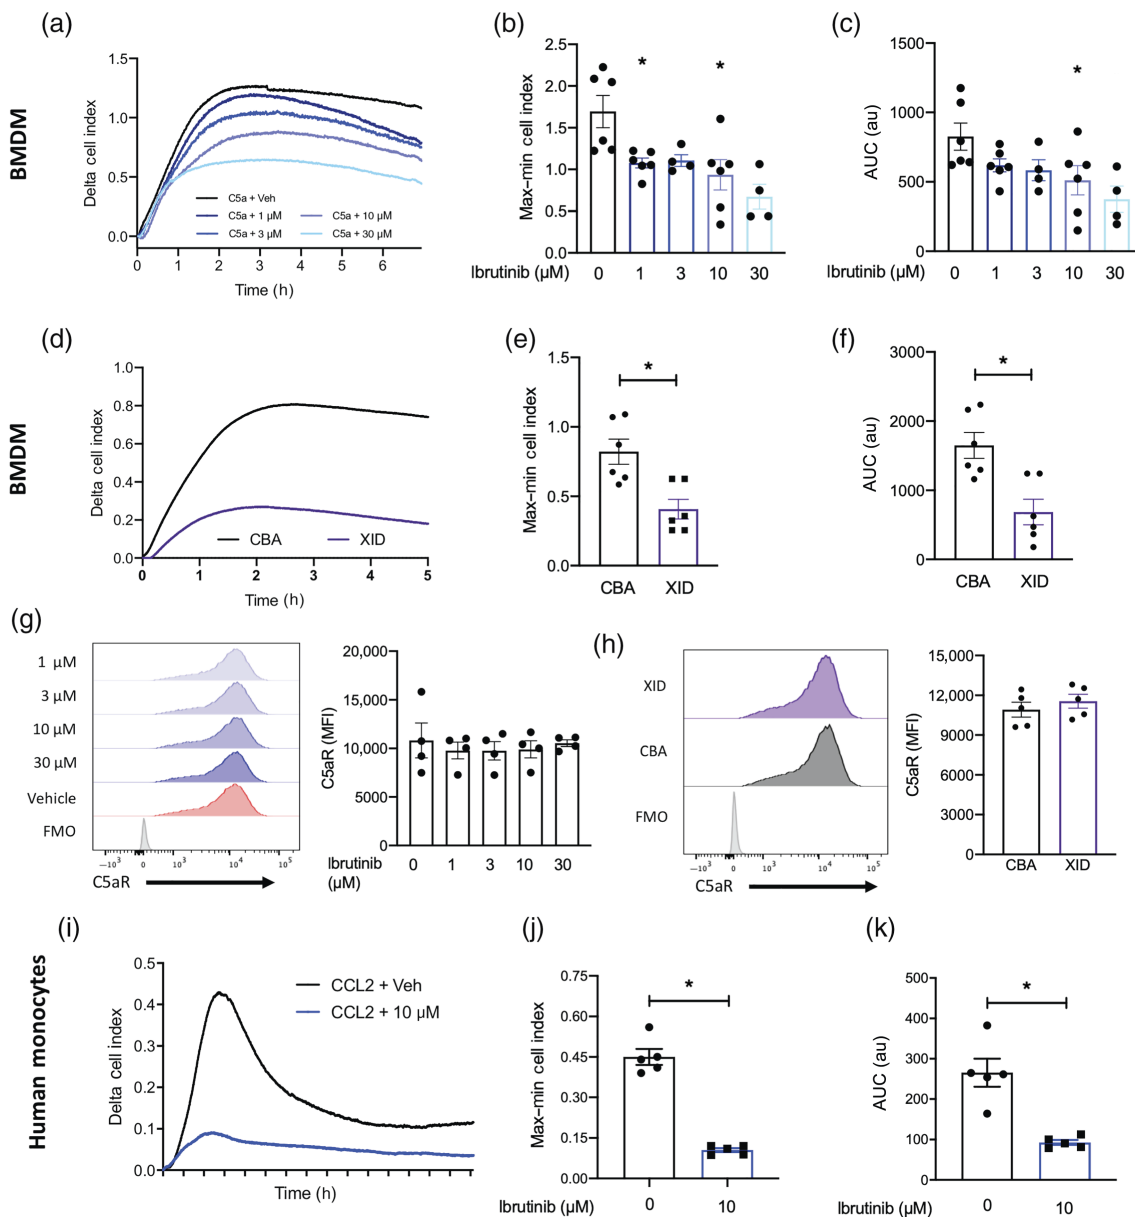 (a)
BMDM
Delta cell index
1.5
1.0
0.5
0.0
C5a + Veh
C5a + 1 µM
C5a + 10 µM
C5a + 3 µM
C5a + 30 µM
0 1 2 3 4 5 6
Time (h)
(b)
Max–min cell index
2.5
2.0
1.5
1.0
0.5
0.0
* *
Ibrutinib (µM) 0 1 3 10 30
(c)
AUC (au)
1500
1000
500
0
*
Ibrutinib (µM) 0 1 3 10 30
(d)
BMDM
Delta cell index
1.0
0.8
0.6
0.4
0.2
0.0
CBA XID
0 1 2 3 4 5
Time (h)
(e)
Max–min cell index
1.5
1.0
0.5
0.0
*
CBA XID
(f)
AUC (au)
3000
2000
1000
0
*
CBA XID
(g)
1 µM
3 µM
10 µM
30 µM
Vehicle
FMO
−10³ 0 10³ 10⁴ 10⁵
C5aR
C5aR (MFI)
20,000
15,000
10,000
5000
0
Ibrutinib 0 1 3 10 30
(µM)
(h)
XID
CBA
FMO
−10³ 0 10³ 10⁴ 10⁵
C5aR
C5aR (MFI)
15,000
12,000
9000
6000
3000
0
CBA XID
(i)
Human monocytes
Delta cell index
0.5
0.4
0.3
0.2
0.1
0.0
CCL2 + Veh
CCL2 + 10 µM
Time (h)
(j)
Max–min cell index
0.75
0.60
0.45
0.30
0.15
0.00
*
Ibrutinib (µM) 0 10
(k)
AUC (au)
500
400
300
200
100
0
*
Ibrutinib (µM) 0 10